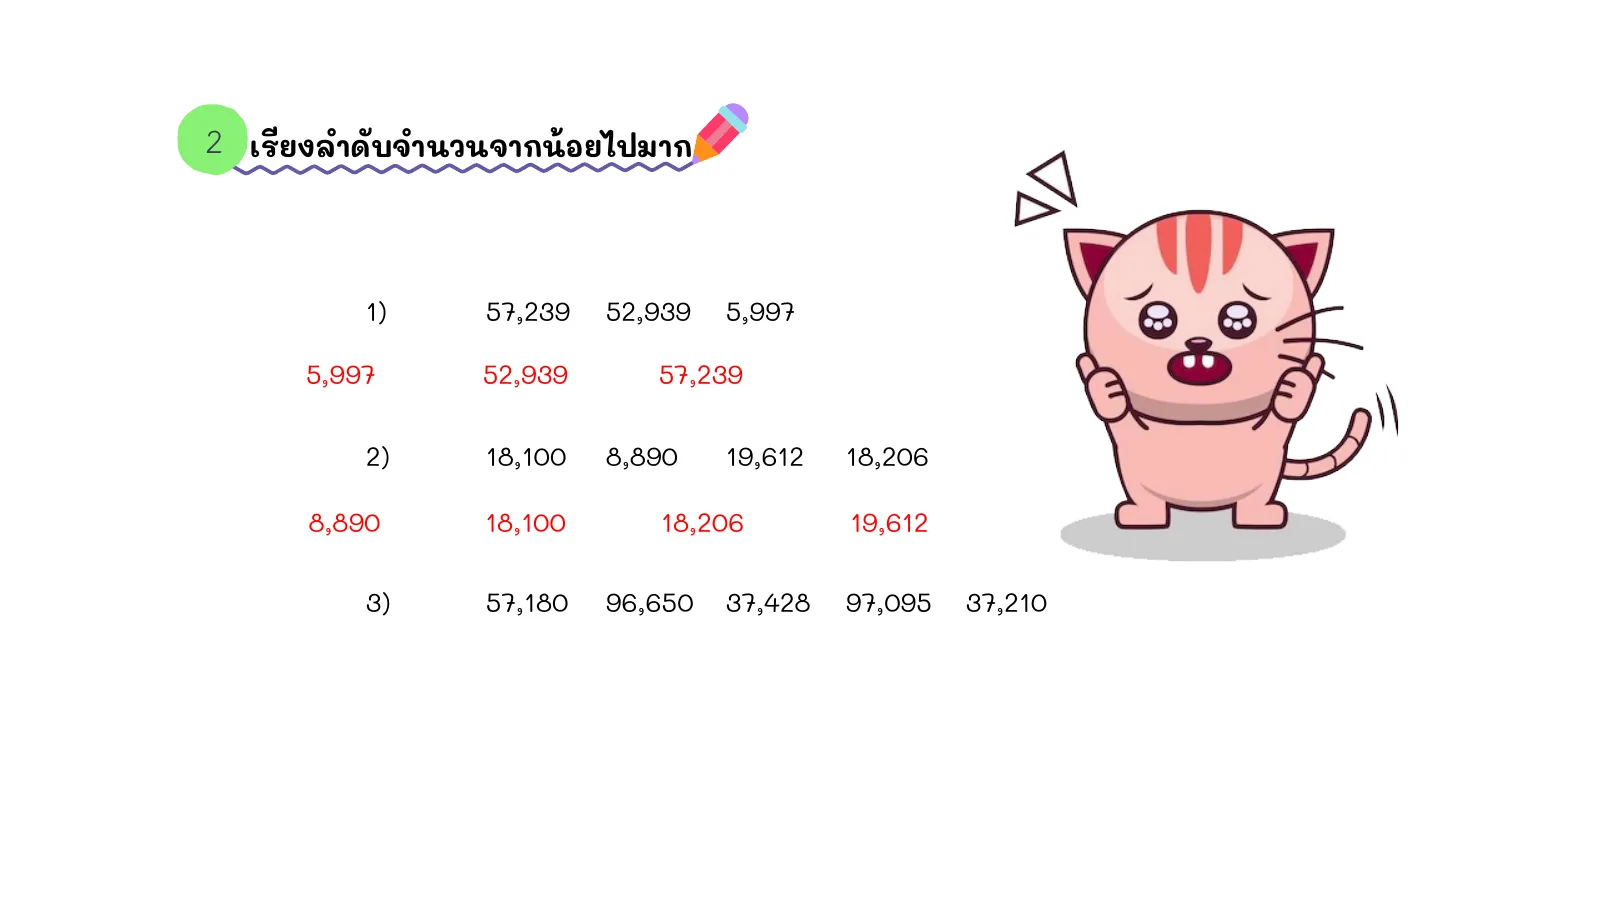 2 เรียงลำดับจำนวนจากน้อยไปมาก
1) 57,239 52,939 5,997
5,997 52,939 57,239
2) 18,100 8,890 19,612 18,206
8,890 18,100 18,206 19,612
3) 57,180 96,650 37,428 97,095 37,210